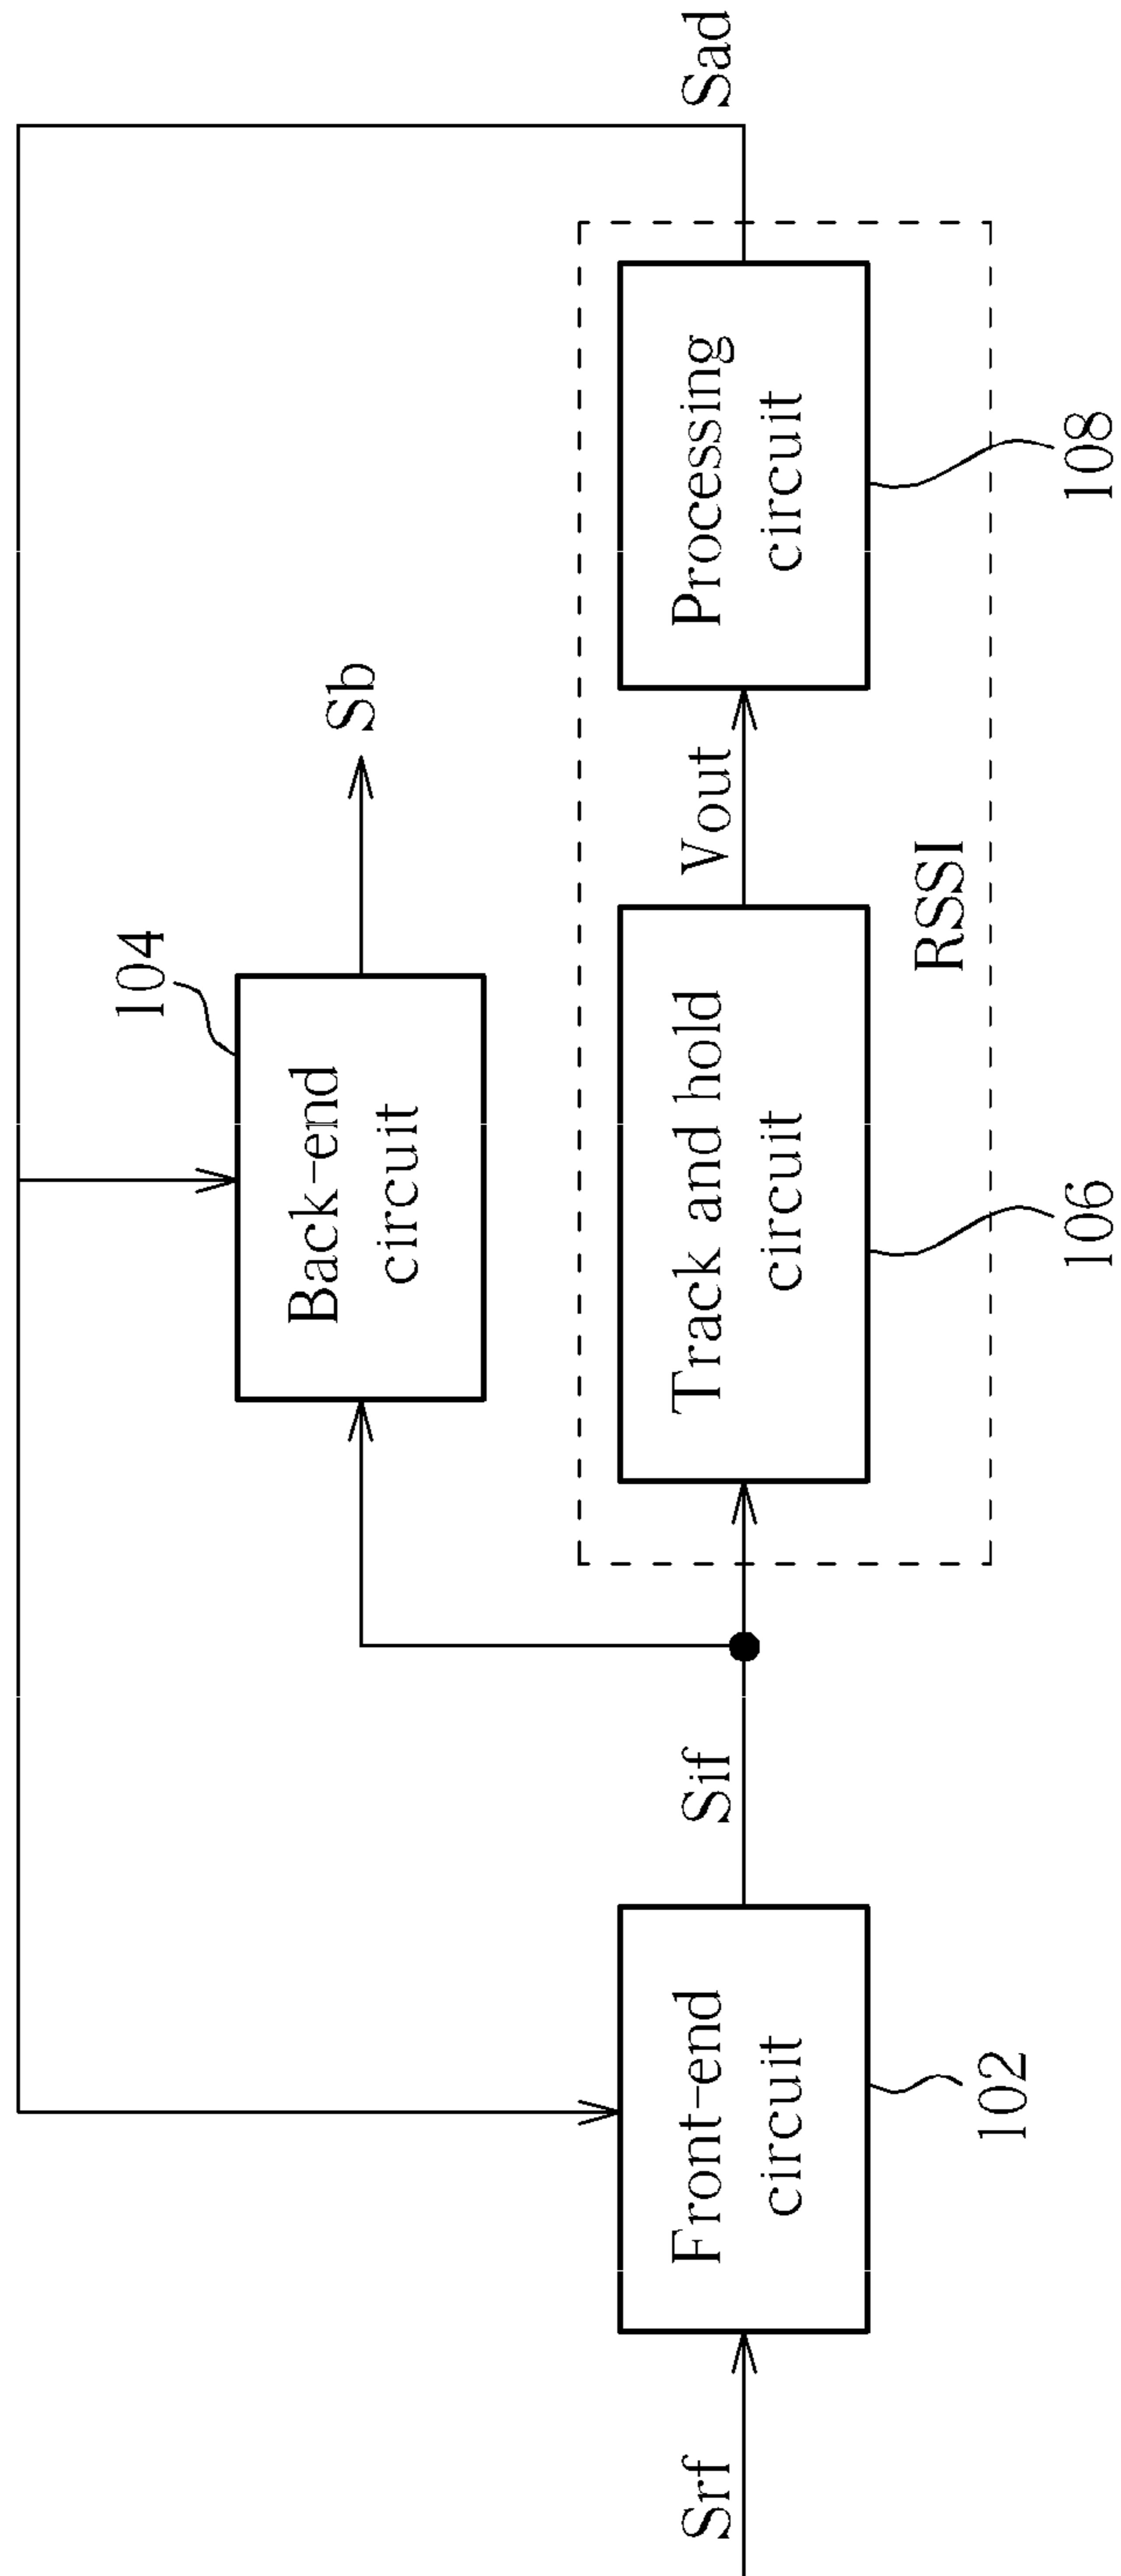 Sad
Sb
104
Back-end
circuit
Srf
Front-end
circuit
102
Sif
Track and hold
circuit
106
Vout
Processing
circuit
108
RSSI